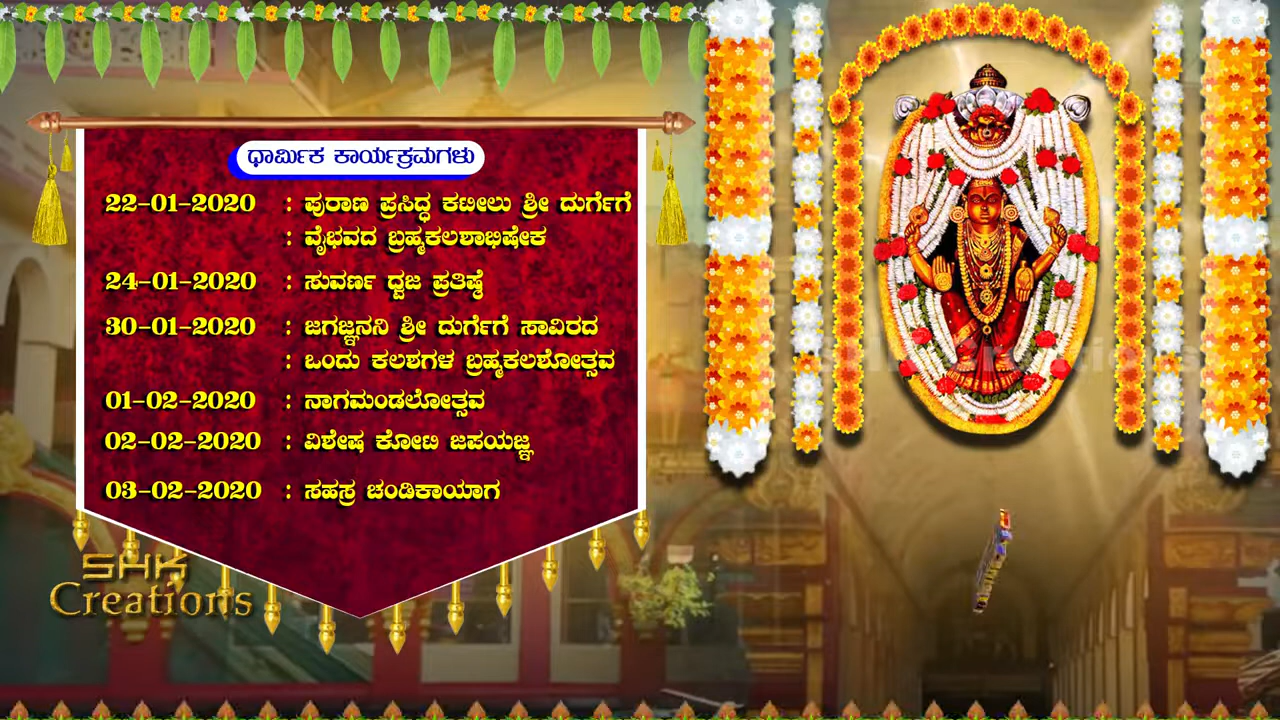 ಧಾರ್ಮಿಕ ಕಾರ್ಯಕ್ರಮಗಳು
22-01-2020 : ಪುರಾಣ ಪ್ರಸಿದ್ಧ ಕಟೀಲು ಶ್ರೀ ದುರ್ಗೆಗೆ
: ವೈಭವದ ಬ್ರಹ್ಮಕಲಶಾಭಿಷೇಕ
24-01-2020 : ಸುವರ್ಣ ಧ್ವಜ ಪ್ರತಿಷ್ಠೆ
30-01-2020 : ಜಗಜ್ಜನನಿ ಶ್ರೀ ದುರ್ಗೆಗೆ ಸಾವಿರದ
: ಒಂದು ಕಲಶಗಳ ಬ್ರಹ್ಮಕಲಶೋತ್ಸವ
01-02-2020 : ನಾಗಮಂಡಲೋತ್ಸವ
02-02-2020 : ವಿಶೇಷ ಕೋಟಿ ಜಪಯಜ್ಞ
03-02-2020 : ಸಹಸ್ರ ಚಂಡಿಕಾಯಾಗ
SHK
Creations
SHK Creations